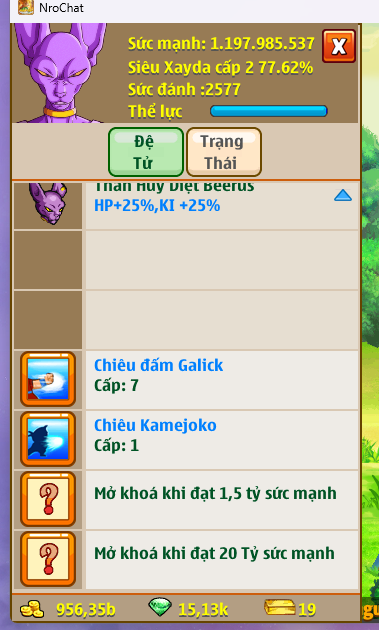 NroChat
Sức mạnh: 1.197.985.537
X
Siêu Xayda cấp 2 77.62%
Sức đánh :2577
Thể lực
Đệ
Tử
Trạng
Thái
Thần Hủy Diệt Beerus
HP+25%,KI +25%
Chiêu đấm Galick
Cấp: 7
Chiêu Kamejoko
Cấp: 1
?
Mở khoá khi đạt 1,5 tỷ sức mạnh
?
Mở khoá khi đạt 20 Tỷ sức mạnh
956,35b
15,13k
19